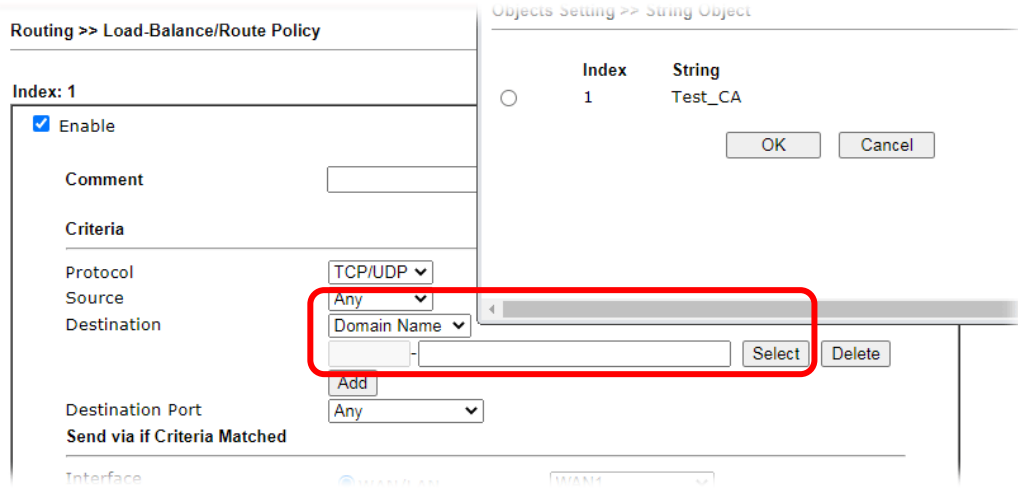 Objects Setting >> String Object
Routing >> Load-Balance/Route Policy
Index String
1 Test_CA
OK Cancel
Index: 1
Enable
Comment
Criteria
Protocol TCP/UDP
Source Any
Destination Domain Name
- Select Delete
Add
Destination Port Any
Send via if Criteria Matched
Interface WAN/LAN WAN1